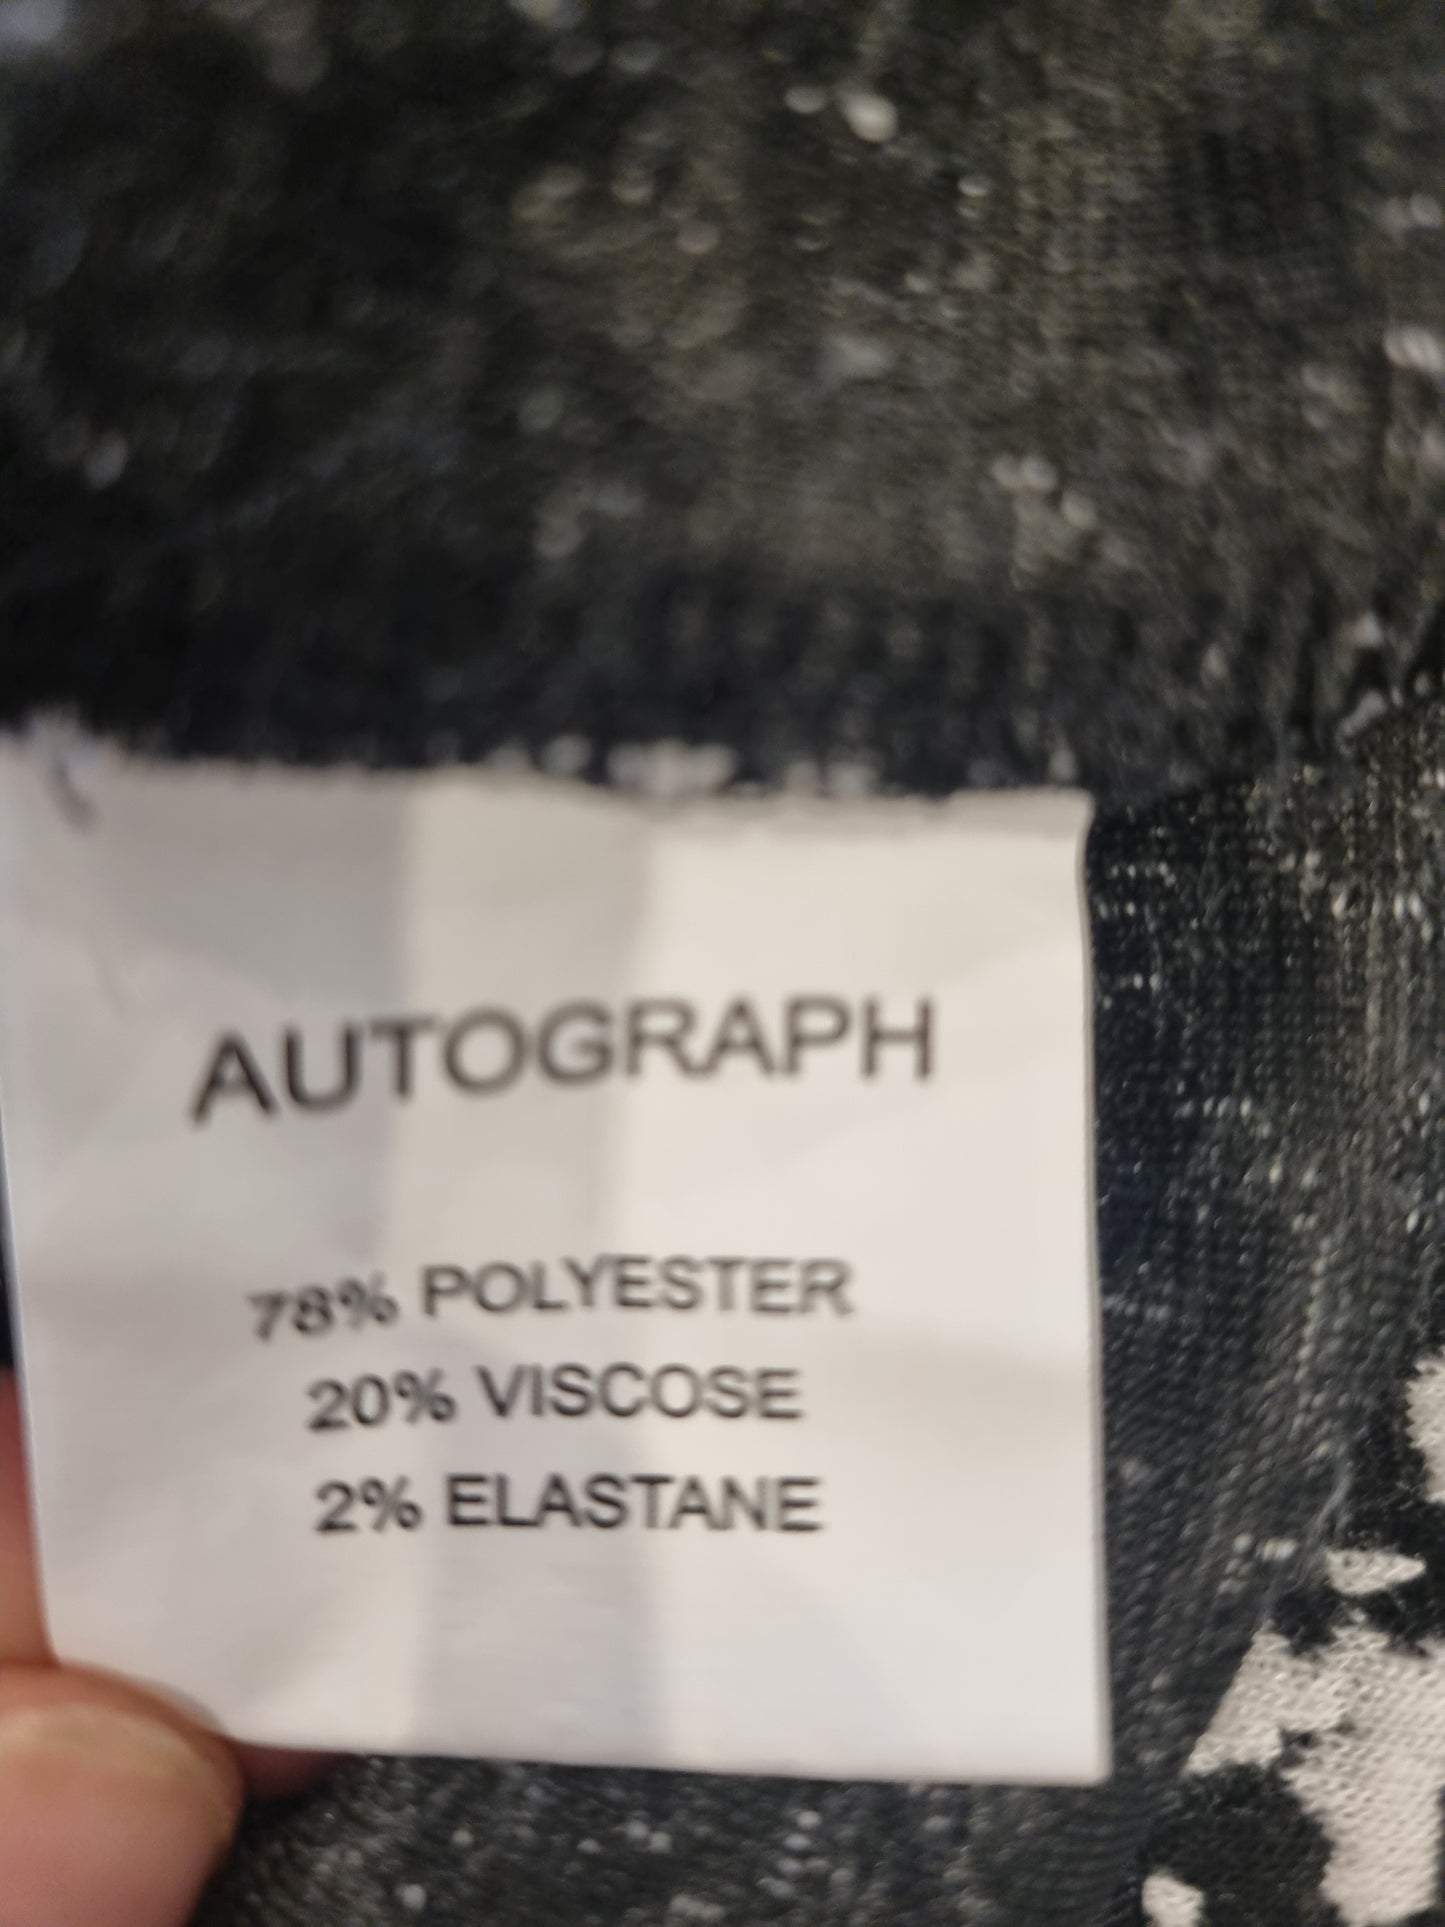 AUTOGRAPH
78% POLYESTER
20% VISCOSE
2% ELASTANE